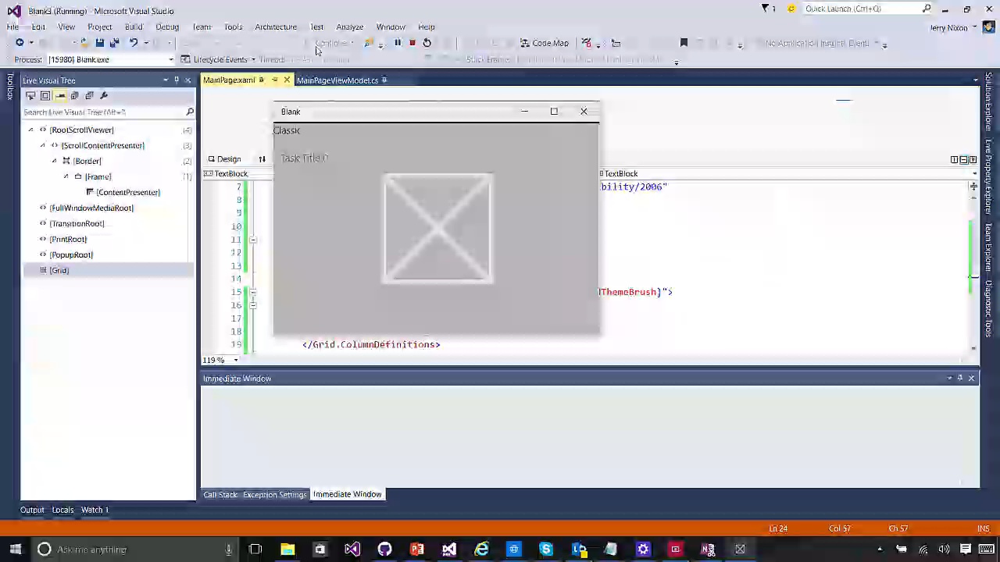 Blank3 (Running) - Microsoft Visual Studio
1
Quick Launch (Ctrl+Q)
File Edit View Project Build Debug Team Tools Architecture Test Analyze Window Help
Jerry Nixon
Continue
Code Map
No Application Insights Events
Process: [15980] Blank.exe
Lifecycle Events
Thread:
Stack Frame:
Live Visual Tree
MainPage.xaml
MainPageViewModel.cs
Search Live Visual Tree (Alt+')
[RootScrollViewer] (4)
[ScrollContentPresenter] (3)
[Border] (2)
[Frame] (1)
[ContentPresenter]
[FullWindowMediaRoot]
[TransitionRoot]
[PrintRoot]
[PopupRoot]
[Grid]
Toolbox
Blank
Classic
Task Title 0
Design
TextBlock
TextBlock
7 bility/2006"
8
9
10
11
12
13
14
15 dThemeBrush}">
16
17
18
19 </Grid.ColumnDefinitions>
119 %
Immediate Window
Call Stack Exception Settings Immediate Window
Output Locals Watch 1
Solution Explorer
Live Property Explorer
Team Explorer
Diagnostic Tools
Ln 24 Col 57 Ch 57 INS
Ask me anything